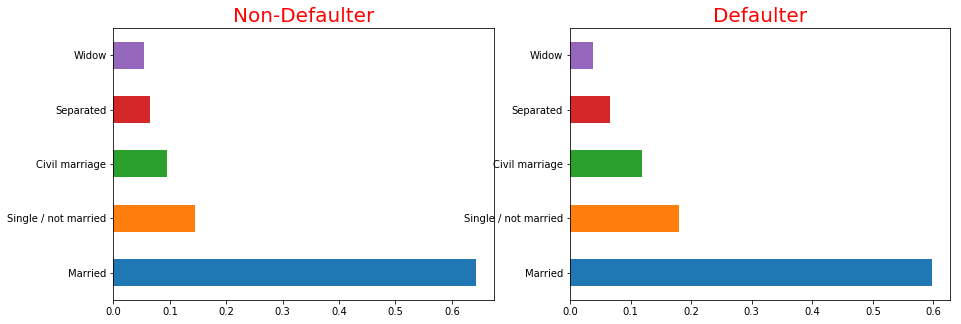 Non-Defaulter
Widow
Separated
Civil marriage
Single / not married
Married
0.0 0.1 0.2 0.3 0.4 0.5 0.6
Defaulter
Widow
Separated
Civil marriage
Single / not married
Married
0.0 0.1 0.2 0.3 0.4 0.5 0.6